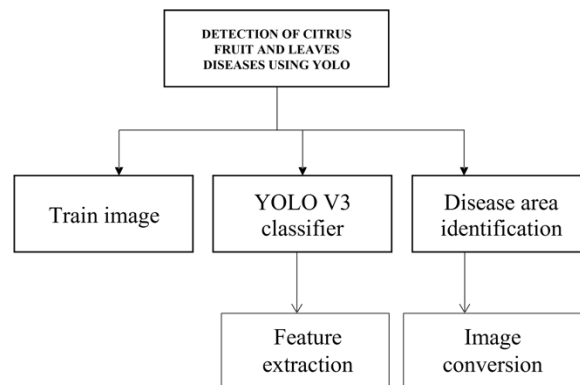 DETECTION OF CITRUS
FRUIT AND LEAVES
DISEASES USING YOLO
Train image
YOLO V3
classifier
Disease area
identification
Feature
extraction
Image
conversion